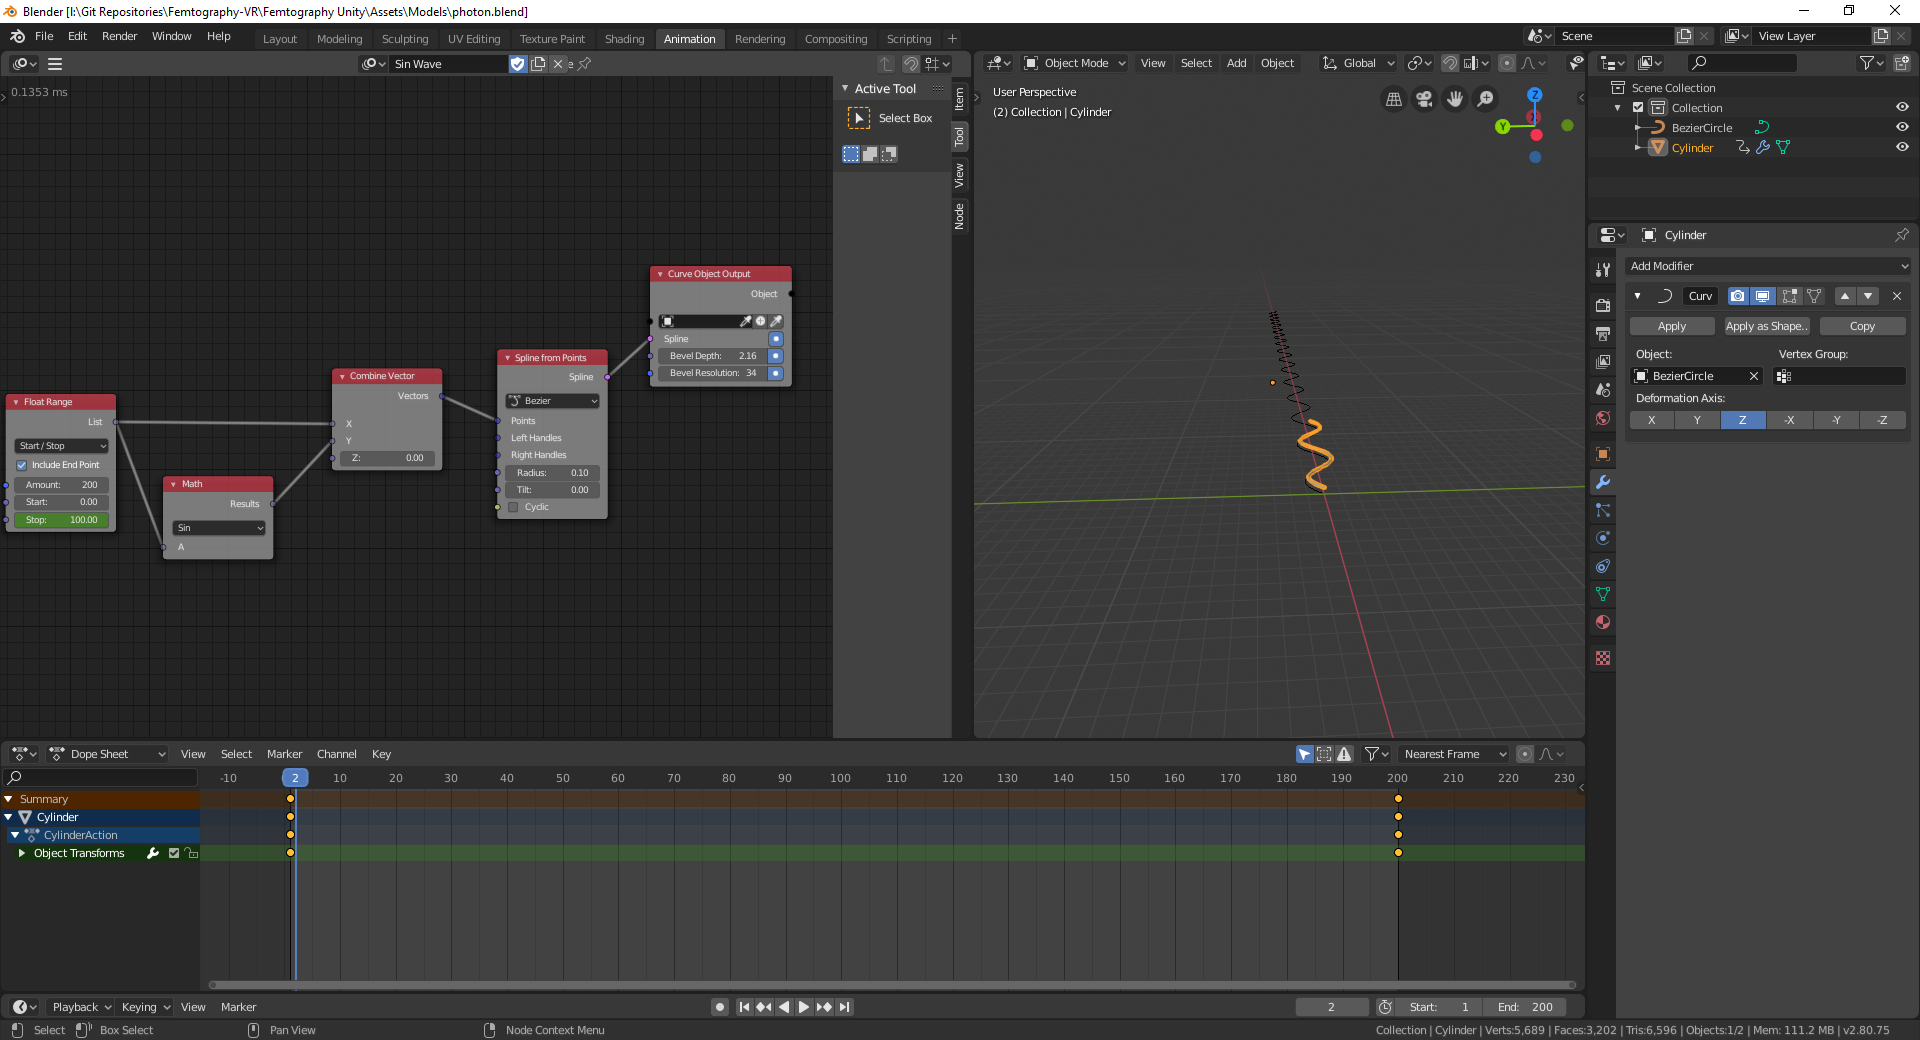 Blender [I:\Git Repositories\Femtography-VR\Femtography Unity\Assets\Models\photon.blend]
File Edit Render Window Help Layout Modeling Sculpting UV Editing Texture Paint Shading Animation Rendering Compositing Scripting + Scene View Layer
Sin Wave
0.1353 ms
Active Tool
Select Box
Item
Tool
View
Node
Curve Object Output
Object
Spline
Bevel Depth: 2.16
Bevel Resolution: 34
Spline from Points
Spline
Bezier
Points
Left Handles
Right Handles
Radius: 0.10
Tilt: 0.00
Cyclic
Combine Vector
Vectors
X
Y
Z: 0.00
Float Range
List
Start / Stop
Include End Point
Amount: 200
Start: 0.00
Stop: 100.00
Math
Results
Sin
A
Object Mode View Select Add Object Global
User Perspective
(2) Collection | Cylinder
Z
Y
Scene Collection
Collection
BezierCircle
Cylinder
Cylinder
Add Modifier
Curv
Apply Apply as Shape.. Copy
Object: Vertex Group:
BezierCircle
Deformation Axis:
X Y Z -X -Y -Z
Dope Sheet View Select Marker Channel Key Nearest Frame
-10 2 10 20 30 40 50 60 70 80 90 100 110 120 130 140 150 160 170 180 190 200 210 220 230
Summary
Cylinder
CylinderAction
Object Transforms
Playback Keying View Marker 2 Start: 1 End: 200
Select Box Select Pan View Node Context Menu Collection | Cylinder | Verts:5,689 | Faces:3,202 | Tris:6,596 | Objects:1/2 | Mem: 111.2 MB | v2.80.75